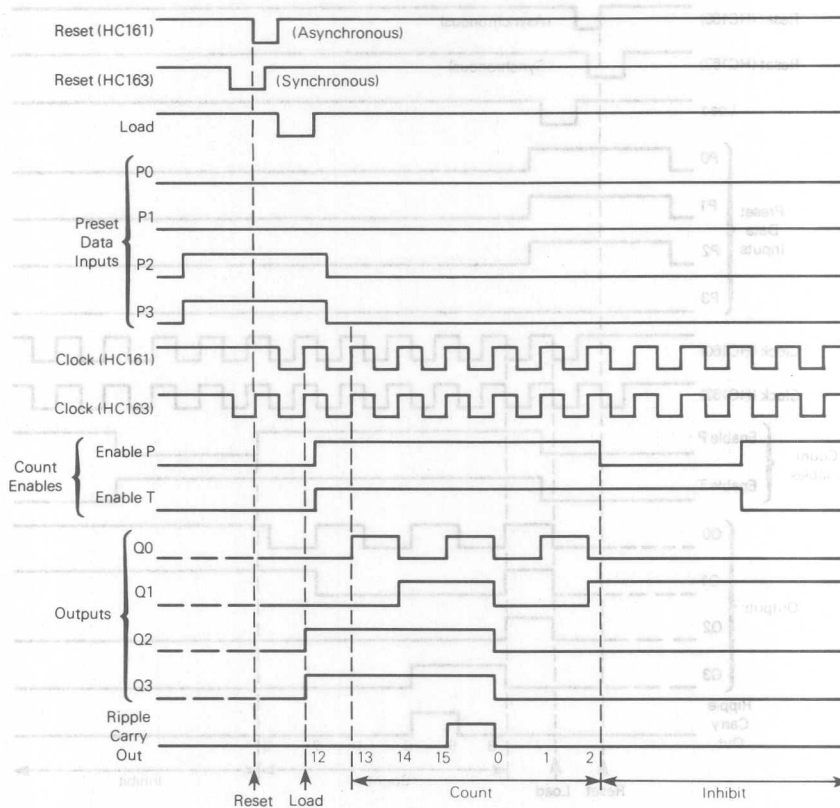 Reset (HC161)
(Asynchronous)
Reset (HC163)
(Synchronous)
Load
Preset
Data
Inputs
P0
P1
P2
P3
Clock (HC161)
Clock (HC163)
Count
Enables
Enable P
Enable T
Outputs
Q0
Q1
Q2
Q3
Ripple
Carry
Out
12 13 14 15 0 1 2
Count
Inhibit
Reset
Load